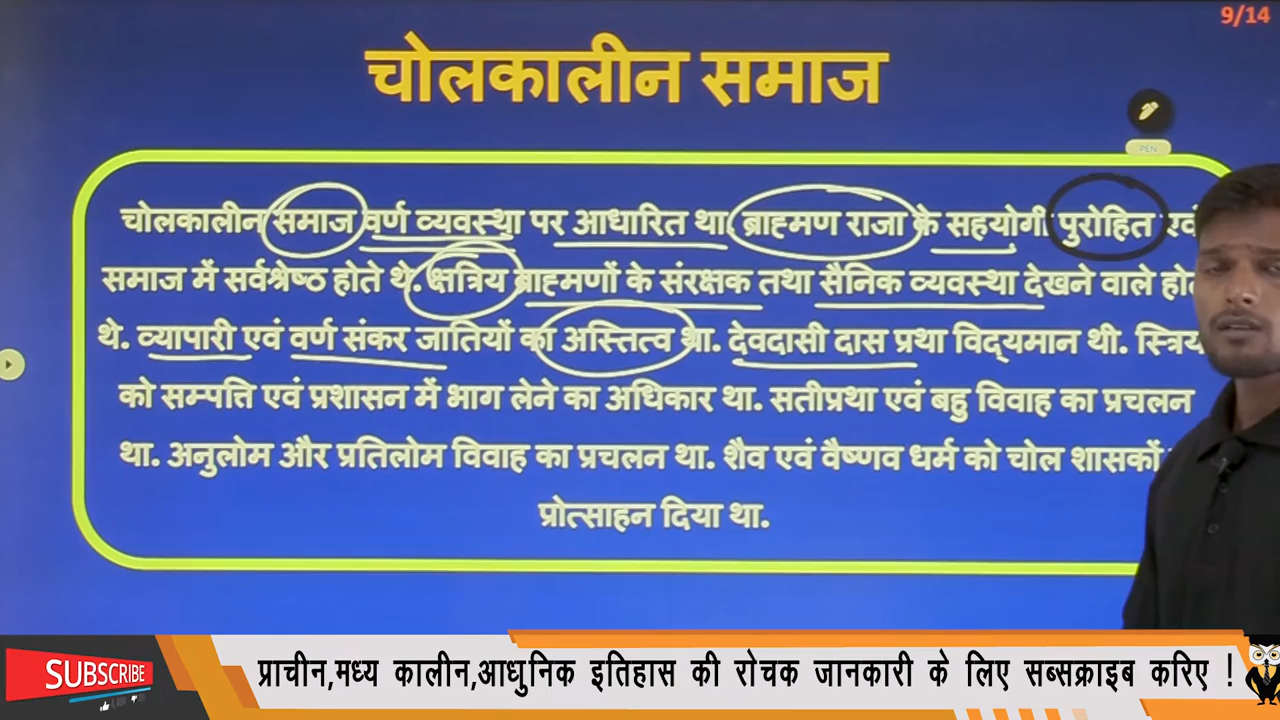 9/14
चोलकालीन समाज
PEN
चोलकालीन समाज वर्ण व्यवस्था पर आधारित था. ब्राह्मण राजा के सहयोगी पुरोहित एवं
समाज में सर्वश्रेष्ठ होते थे. क्षत्रिय ब्राह्मणों के संरक्षक तथा सैनिक व्यवस्था देखने वाले
थे. व्यापारी एवं वर्ण संकर जातियों का अस्तित्व था. देवदासी दास प्रथा विद्यमान थी.
को सम्पत्ति एवं प्रशासन में भाग लेने का अधिकार था. सतीप्रथा एवं बहु विवाह का प्रचलन
था. अनुलोम और प्रतिलोम विवाह का प्रचलन था. शैव एवं वैष्णव धर्म को चोल शासकों
प्रोत्साहन दिया था.
SUBSCRIBE
प्राचीन,मध्य कालीन,आधुनिक इतिहास की रोचक जानकारी के लिए सब्सक्राइब करिए !